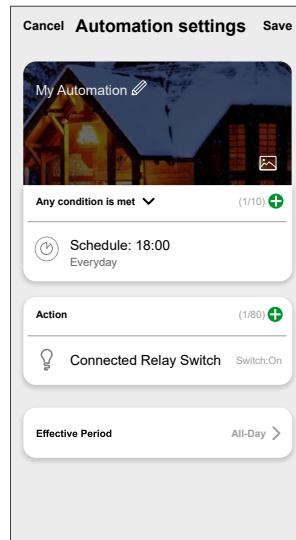 Cancel Automation settings Save
My Automation
Any condition is met (1/10)
Schedule: 18:00
Everyday
Action (1/80)
Connected Relay Switch Switch:On
Effective Period All-Day